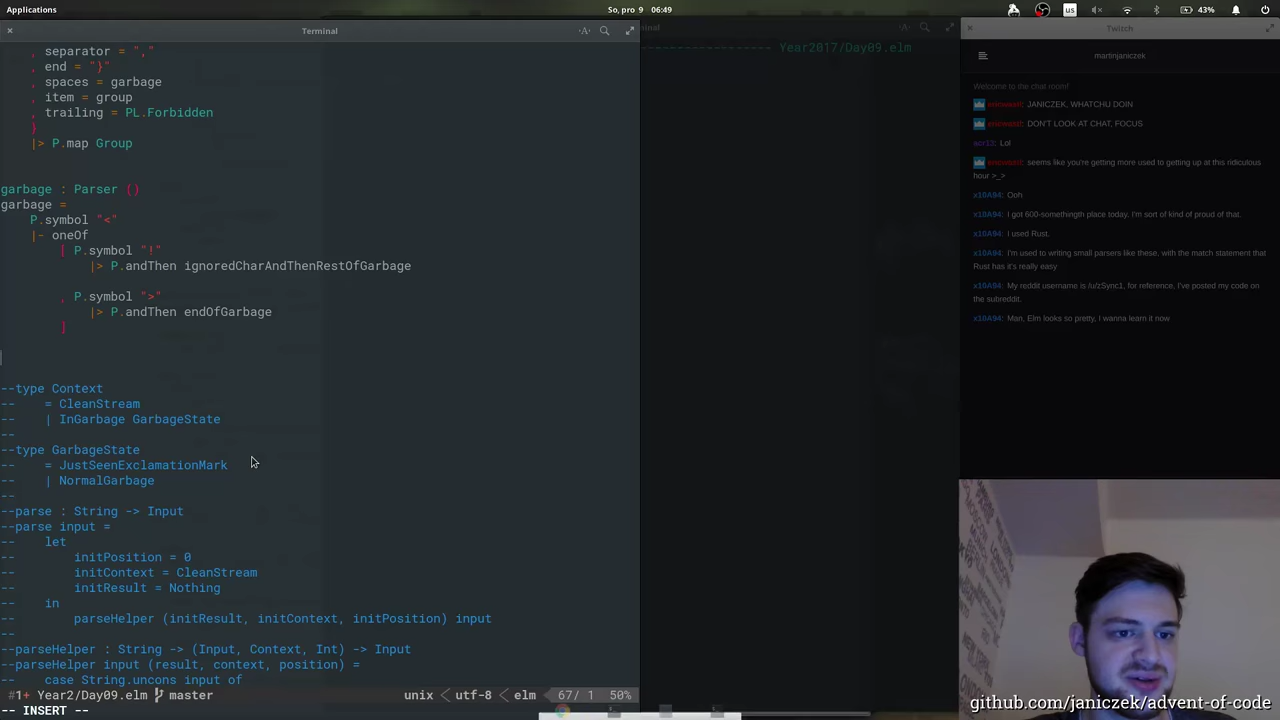 Applications
So, pro 9 06:49
us
43%
Terminal
, separator = ","
, end = "}"
, spaces = garbage
, item = group
, trailing = PL.Forbidden
}
|> P.map Group
garbage : Parser ()
garbage =
P.symbol "<"
|- oneOf
[ P.symbol "!"
|> P.andThen ignoredCharAndThenRestOfGarbage
, P.symbol ">"
|> P.andThen endOfGarbage
]
--type Context
-- = CleanStream
-- | InGarbage GarbageState
--
--type GarbageState
-- = JustSeenExclamationMark
-- | NormalGarbage
--
--parse : String -> Input
--parse input =
-- let
-- initPosition = 0
-- initContext = CleanStream
-- initResult = Nothing
-- in
-- parseHelper (initResult, initContext, initPosition) input
--
--parseHelper : String -> (Input, Context, Int) -> Input
--parseHelper input (result, context, position) =
-- case String.uncons input of
#1+ Year2/Day09.elm master unix < utf-8 < elm 67/ 1 50%
-- INSERT --
---------------- Year2017/Day09.elm
Twitch
martinjaniczek
Welcome to the chat room!
JANICZEK, WHATCHU DOIN
DON'T LOOK AT CHAT, FOCUS
Lol
seems like you're getting more used to getting up at this ridiculous
hour >_>
x10A94: Ooh
x10A94: I got 600-somethingth place today. I'm sort of kind of proud of that.
x10A94: I used Rust.
x10A94: I'm used to writing small parsers like these, with the match statement that
Rust has it's really easy
x10A94: My reddit username is /u/zSync1, for reference, I've posted my code on
the subreddit.
x10A94: Man, Elm looks so pretty, I wanna learn it now
github.com/janiczek/advent-of-code